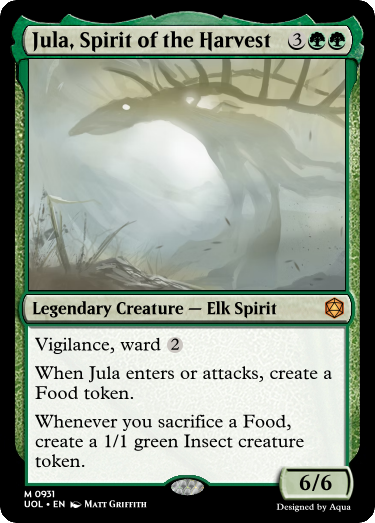 Jula, Spirit of the Harvest 3
Legendary Creature — Elk Spirit
Vigilance, ward 2
When Jula enters or attacks, create a
Food token.
Whenever you sacrifice a Food,
create a 1/1 green Insect creature
token.
6/6
M 0931
UOL • EN Matt Griffith
Designed by Aqua